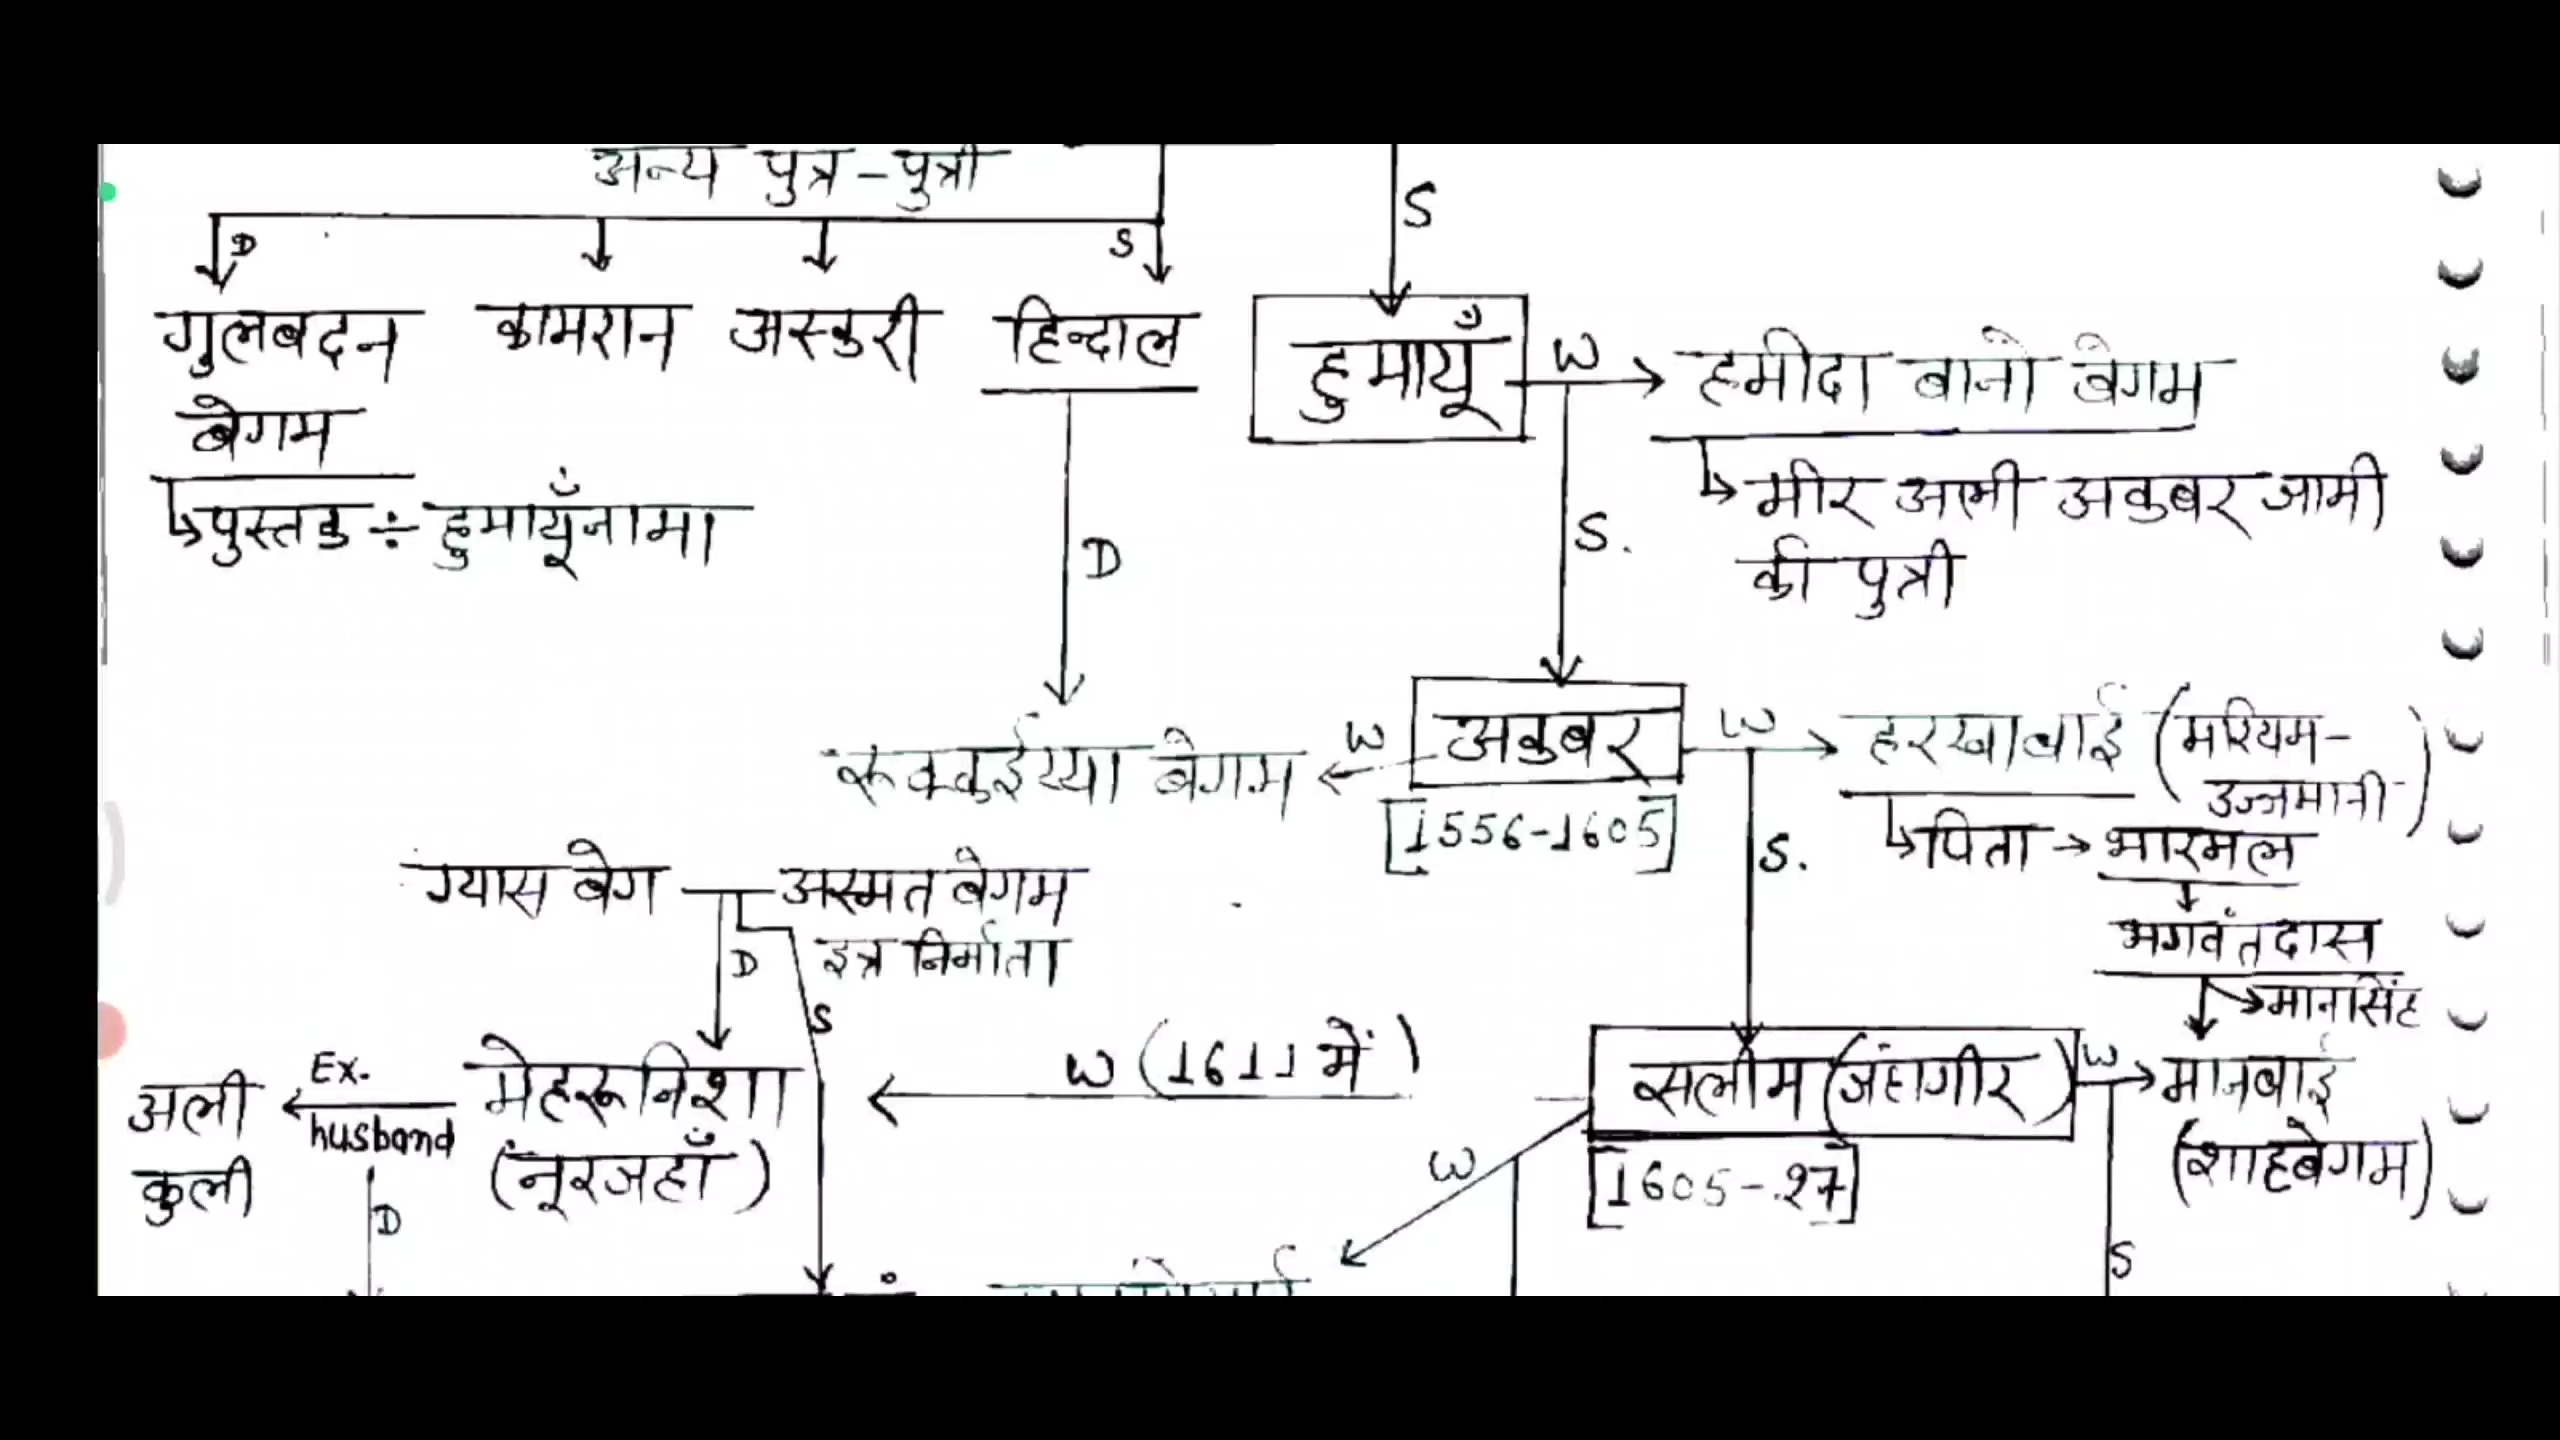 अन्य पुत्र-पुत्री
S
D
S
गुलबदन कामरान अस्कुरी हिन्दाल
बेगम
↳पुस्तक ÷ हुमायूँनामा
हुमायूँ
W
हमीदा बानो बेगम
मीर अली अकबर जामी
की पुत्री
D
S.
रूक्कुईय्या बेगम
W
अकबर
[1556-1605]
W
हरखाबाई (मरियम-
उज्जमानी)
↳पिता → भारमल
भगवंतदास
→मानसिंह
S.
ग्यास बेग
अस्मत बेगम
इत्र निर्माता
D
S
अली
कुली
Ex.
husband
मेहरूनिशा
(नूरजहाँ)
D
W (1611 में)
सलीम (जहांगीर)
[1605-27]
W
मानबाई
(शाहबेगम)
W
S